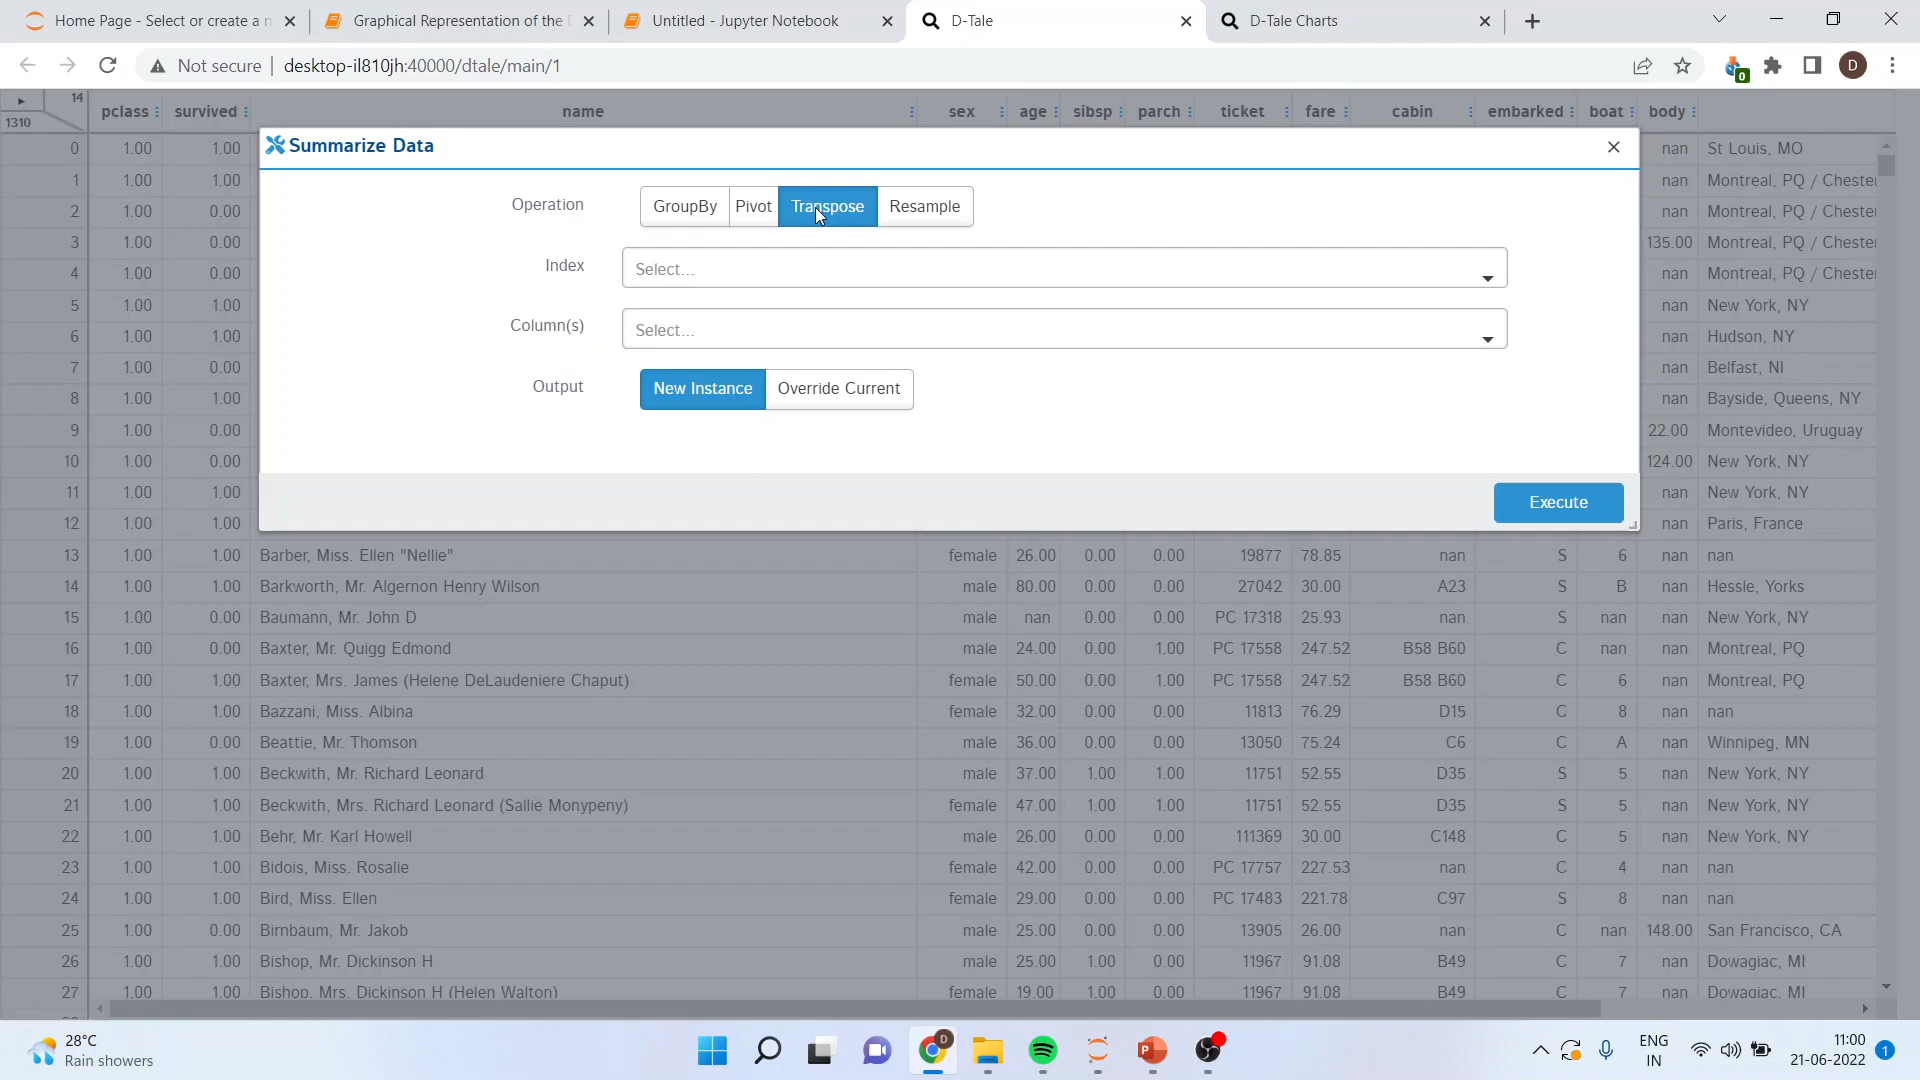 Home Page - Select or create a n
Graphical Representation of the D
Untitled - Jupyter Notebook
D-Tale
D-Tale Charts
Not secure | desktop-il810jh:40000/dtale/main/1
0
D
14
1310
pclass survived name sex age sibsp parch ticket fare cabin embarked boat body
Summarize Data
Operation GroupBy Pivot Transpose Resample
Index Select...
Column(s) Select...
Output New Instance Override Current
Execute
0 1.00 1.00 nan St Louis, MO
1 1.00 1.00 nan Montreal, PQ / Chester
2 1.00 0.00 nan Montreal, PQ / Chester
3 1.00 0.00 135.00 Montreal, PQ / Chester
4 1.00 0.00 nan Montreal, PQ / Chester
5 1.00 1.00 nan New York, NY
6 1.00 1.00 nan Hudson, NY
7 1.00 0.00 nan Belfast, NI
8 1.00 1.00 nan Bayside, Queens, NY
9 1.00 0.00 22.00 Montevideo, Uruguay
10 1.00 0.00 124.00 New York, NY
11 1.00 1.00 nan New York, NY
12 1.00 1.00 nan Paris, France
13 1.00 1.00 Barber, Miss. Ellen "Nellie" female 26.00 0.00 0.00 19877 78.85 nan S 6 nan nan
14 1.00 1.00 Barkworth, Mr. Algernon Henry Wilson male 80.00 0.00 0.00 27042 30.00 A23 S B nan Hessle, Yorks
15 1.00 0.00 Baumann, Mr. John D male nan 0.00 0.00 PC 17318 25.93 nan S nan nan New York, NY
16 1.00 0.00 Baxter, Mr. Quigg Edmond male 24.00 0.00 1.00 PC 17558 247.52 B58 B60 C nan nan Montreal, PQ
17 1.00 1.00 Baxter, Mrs. James (Helene DeLaudeniere Chaput) female 50.00 0.00 1.00 PC 17558 247.52 B58 B60 C 6 nan Montreal, PQ
18 1.00 1.00 Bazzani, Miss. Albina female 32.00 0.00 0.00 11813 76.29 D15 C 8 nan nan
19 1.00 0.00 Beattie, Mr. Thomson male 36.00 0.00 0.00 13050 75.24 C6 C A nan Winnipeg, MN
20 1.00 1.00 Beckwith, Mr. Richard Leonard male 37.00 1.00 1.00 11751 52.55 D35 S 5 nan New York, NY
21 1.00 1.00 Beckwith, Mrs. Richard Leonard (Sallie Monypeny) female 47.00 1.00 1.00 11751 52.55 D35 S 5 nan New York, NY
22 1.00 1.00 Behr, Mr. Karl Howell male 26.00 0.00 0.00 111369 30.00 C148 C 5 nan New York, NY
23 1.00 1.00 Bidois, Miss. Rosalie female 42.00 0.00 0.00 PC 17757 227.53 nan C 4 nan nan
24 1.00 1.00 Bird, Miss. Ellen female 29.00 0.00 0.00 PC 17483 221.78 C97 S 8 nan nan
25 1.00 0.00 Birnbaum, Mr. Jakob male 25.00 0.00 0.00 13905 26.00 nan C nan 148.00 San Francisco, CA
26 1.00 1.00 Bishop, Mr. Dickinson H male 25.00 1.00 0.00 11967 91.08 B49 C 7 nan Dowagiac, MI
27 1.00 1.00 Bishop, Mrs. Dickinson H (Helen Walton) female 19.00 1.00 0.00 11967 91.08 B49 C 7 nan Dowagiac, MI
28°C
Rain showers
D
P
ENG
IN
11:00
21-06-2022
1